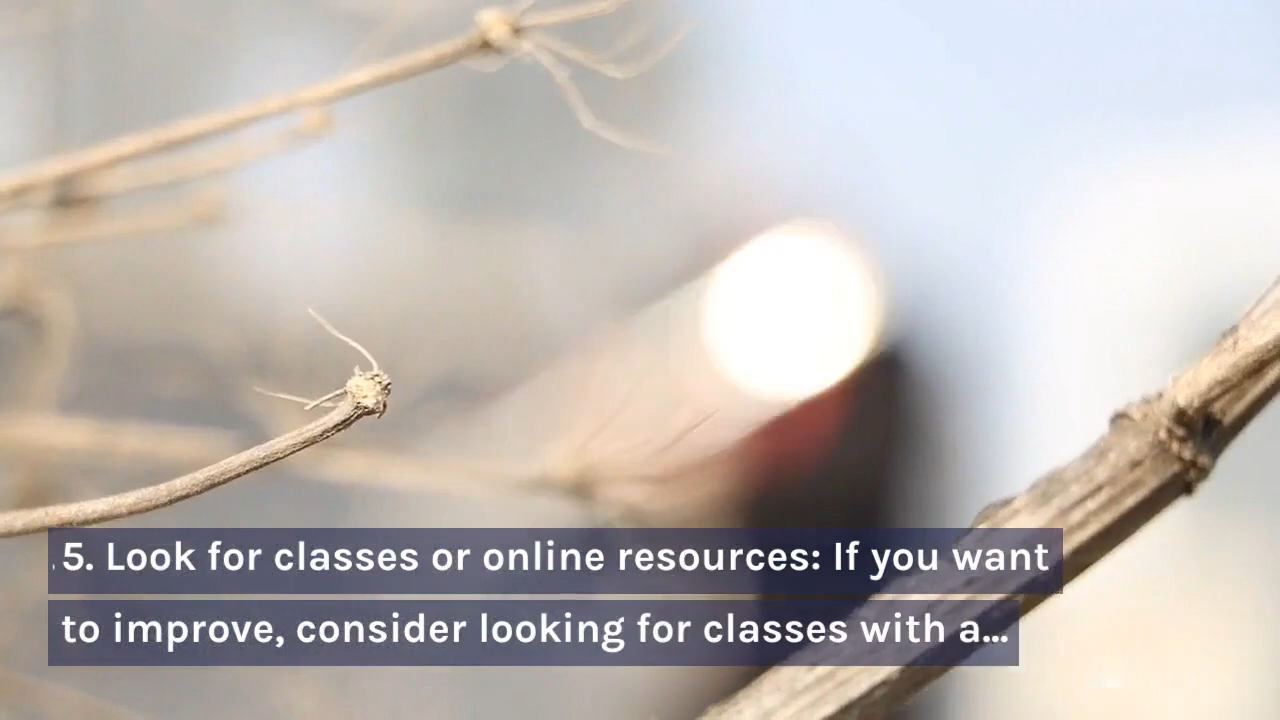 5. Look for classes or online resources: If you want
to improve, consider looking for classes with a...